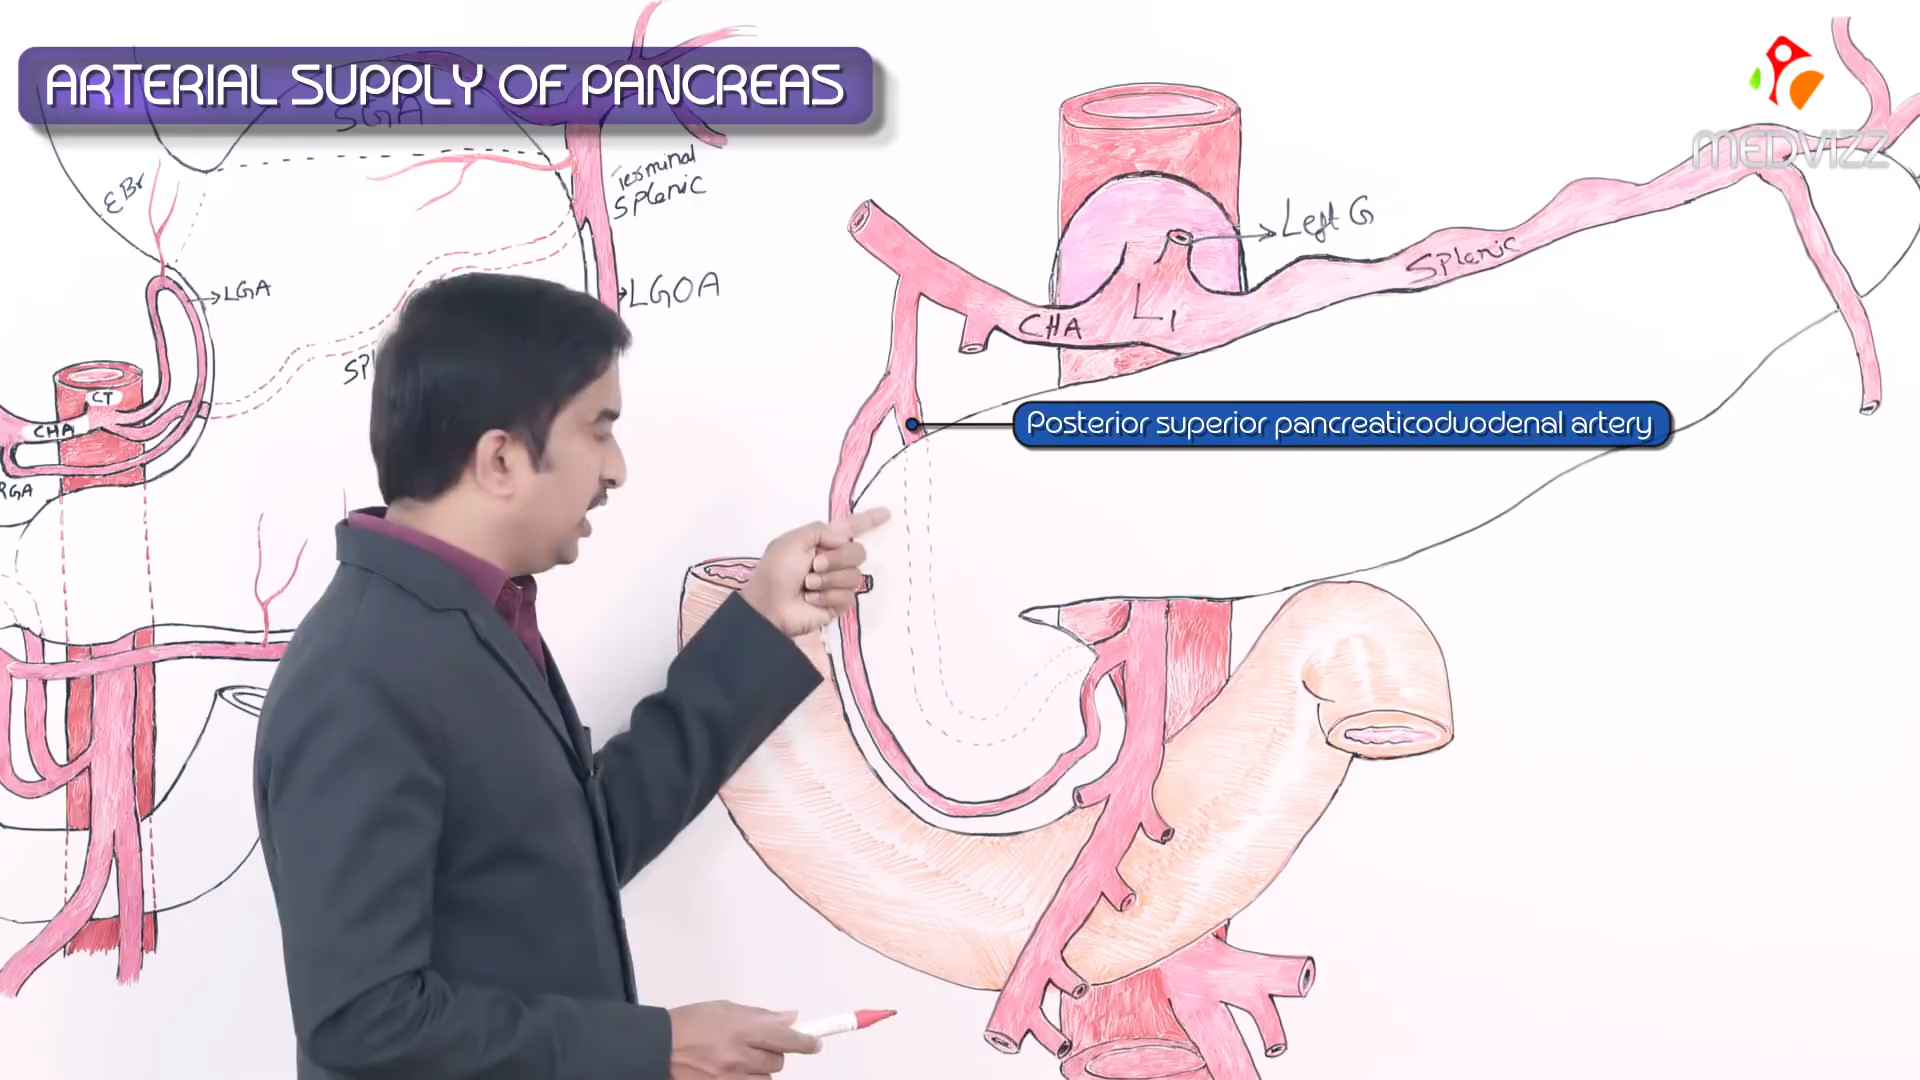 ARTERIAL SUPPLY OF PANCREAS
MEDVIZZ
SGA
EBr
Terminal
Splenic
Left G
Splenic
LGA
LGOA
L1
CHA
SPl
CT
CHA
Posterior superior pancreaticoduodenal artery
RGA